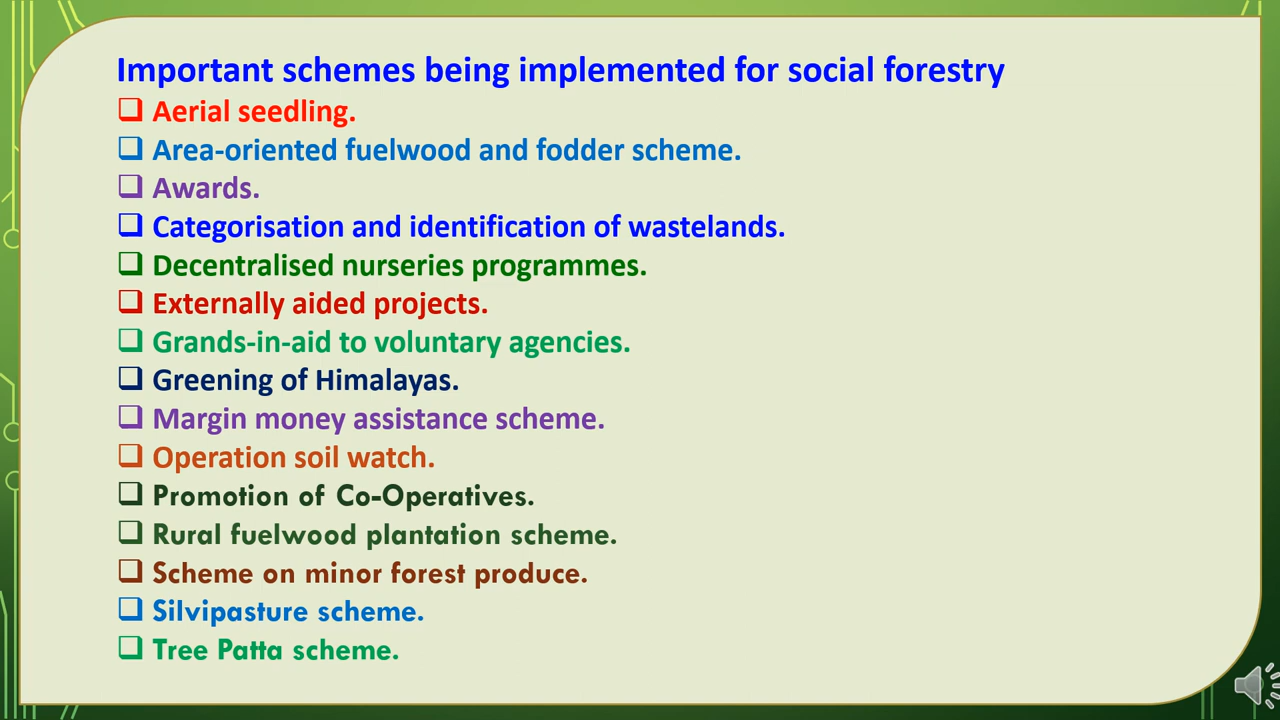 Important schemes being implemented for social forestry
❑ Aerial seedling.
❑ Area-oriented fuelwood and fodder scheme.
❑ Awards.
❑ Categorisation and identification of wastelands.
❑ Decentralised nurseries programmes.
❑ Externally aided projects.
❑ Grands-in-aid to voluntary agencies.
❑ Greening of Himalayas.
❑ Margin money assistance scheme.
❑ Operation soil watch.
❑ Promotion of Co-Operatives.
❑ Rural fuelwood plantation scheme.
❑ Scheme on minor forest produce.
❑ Silvipasture scheme.
❑ Tree Patta scheme.